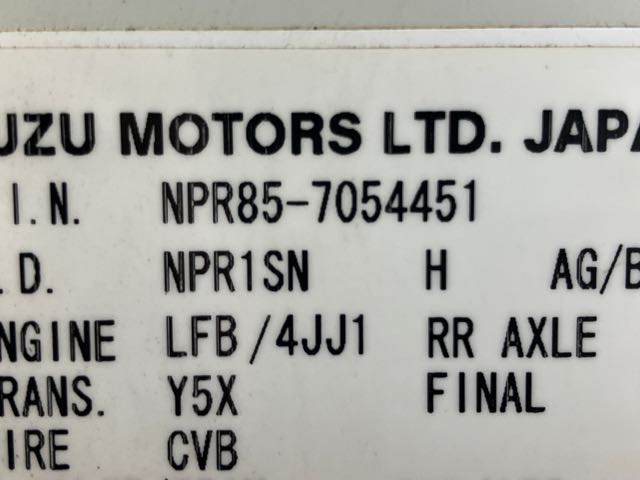 UZU MOTORS LTD. JAPA
.I.N. NPR85-7054451
.D. NPR1SN H AG/B
NGINE LFB/4JJ1 RR AXLE
RANS. Y5X FINAL
IRE CVB